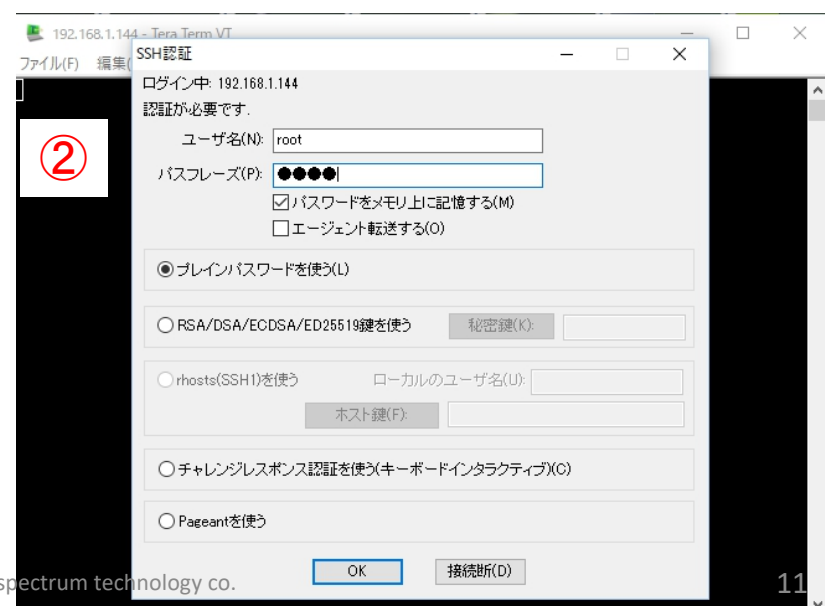 192.168.1.144 - Tera Term VT
ファイル(F) 編集(
SSH認証
ログイン中: 192.168.1.144
認証が必要です.
②
ユーザ名(N): root
パスフレーズ(P): ●●●●
パスワードをメモリ上に記憶する(M)
エージェント転送する(O)
プレインパスワードを使う(L)
RSA/DSA/ECDSA/ED25519鍵を使う 秘密鍵(K):
rhosts(SSH1)を使う ローカルのユーザ名(U):
ホスト鍵(F):
チャレンジレスポンス認証を使う(キーボードインタラクティブ)(C)
Pageantを使う
OK 接続断(D)
spectrum technology co. 11